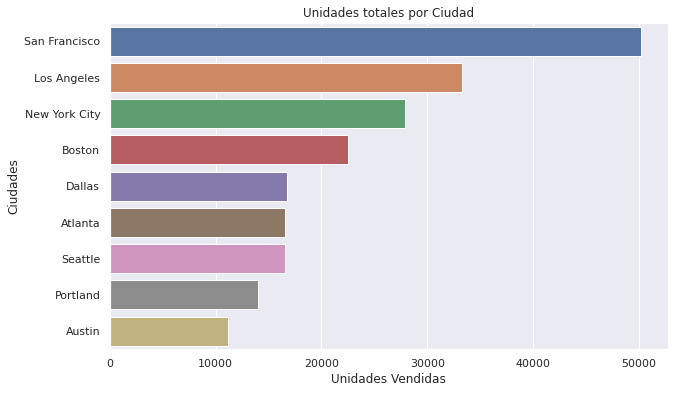 Unidades totales por Ciudad
Ciudades
San Francisco
Los Angeles
New York City
Boston
Dallas
Atlanta
Seattle
Portland
Austin
0 10000 20000 30000 40000 50000
Unidades Vendidas